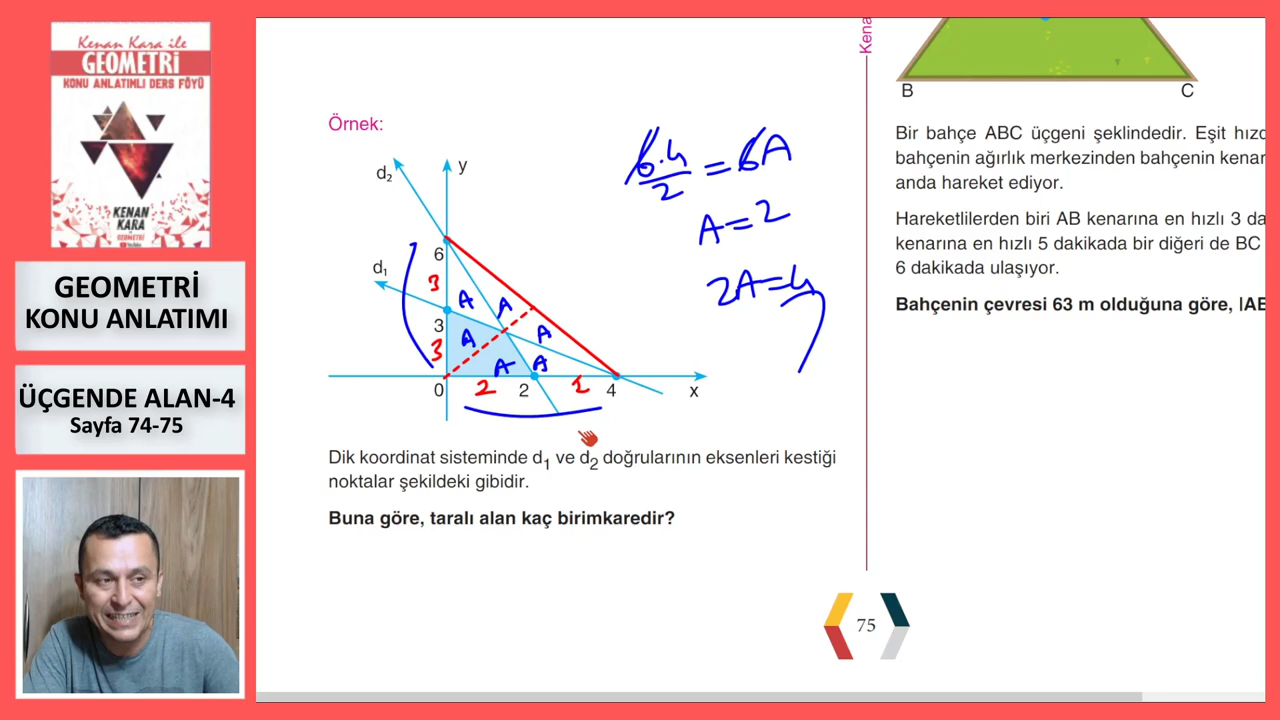 Kenan Kara ile
GEOMETRİ
KONU ANLATIMLI DERS FÖYÜ
KENAN
KARA
GEOMETRİ
GEOMETRİ
KONU ANLATIMI
ÜÇGENDE ALAN-4
Sayfa 74-75
Örnek:
d2
y
d1
6
3
0
2
4
x
3
3
2
2
A
A
A
A
A
A
6.4/2 = 6A
A=2
2A=4
Dik koordinat sisteminde d1 ve d2 doğrularının eksenleri kestiği
noktalar şekildeki gibidir.
Buna göre, taralı alan kaç birimkaredir?
Kena
B
C
Bir bahçe ABC üçgeni şeklindedir. Eşit hız
bahçenin ağırlık merkezinden bahçenin kena
anda hareket ediyor.
Hareketlilerden biri AB kenarına en hızlı 3 da
kenarına en hızlı 5 dakikada bir diğeri de BC
6 dakikada ulaşıyor.
Bahçenin çevresi 63 m olduğuna göre, |AB
75